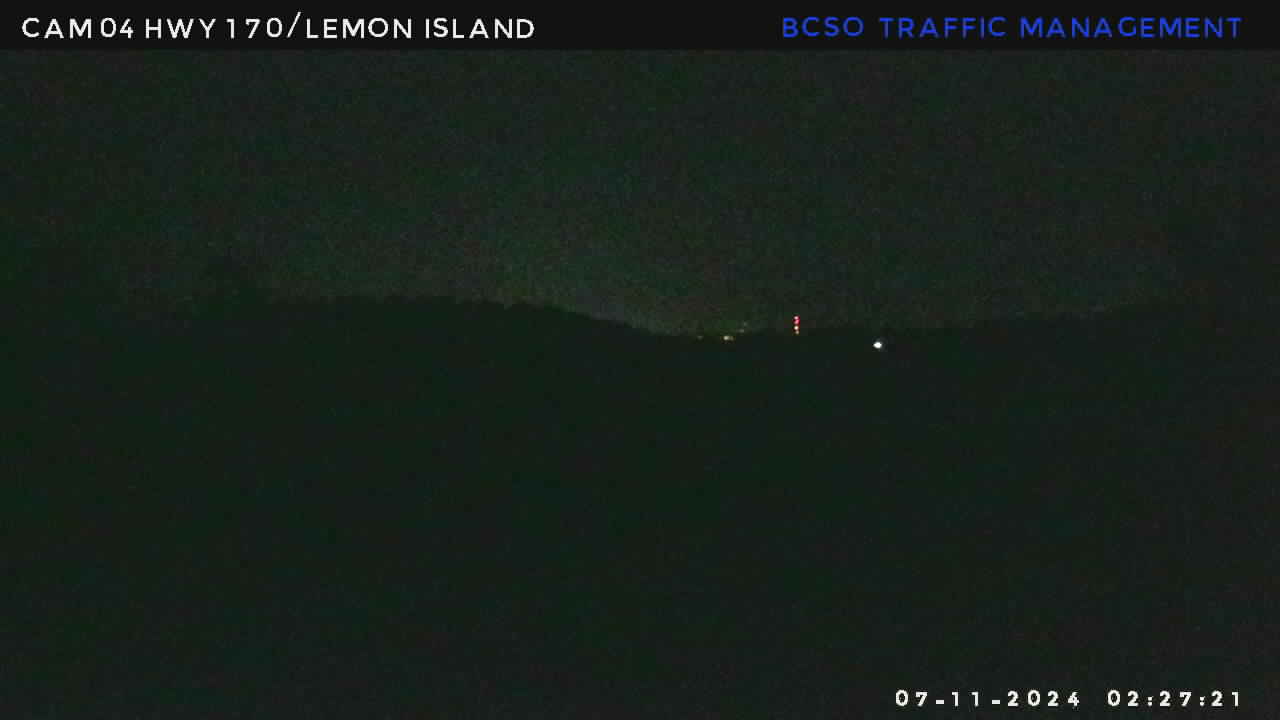 CAM04 HWY 170/LEMON ISLAND
BCSO TRAFFIC MANAGEMENT
07-11-2024 02:27:21